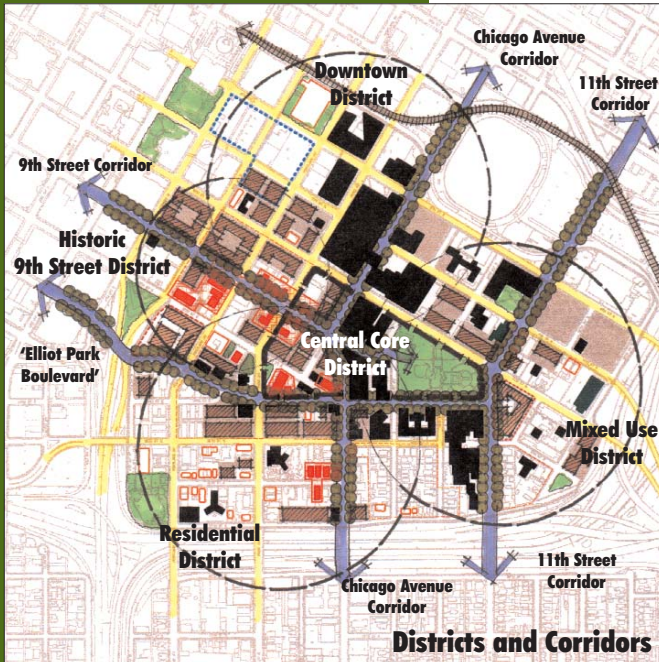 Chicago Avenue
Corridor
Downtown
District
11th Street
Corridor
9th Street Corridor
Historic
9th Street District
Central Core
District
'Elliot Park
Boulevard'
Mixed Use
District
Residential
District
11th Street
Corridor
Chicago Avenue
Corridor
Districts and Corridors